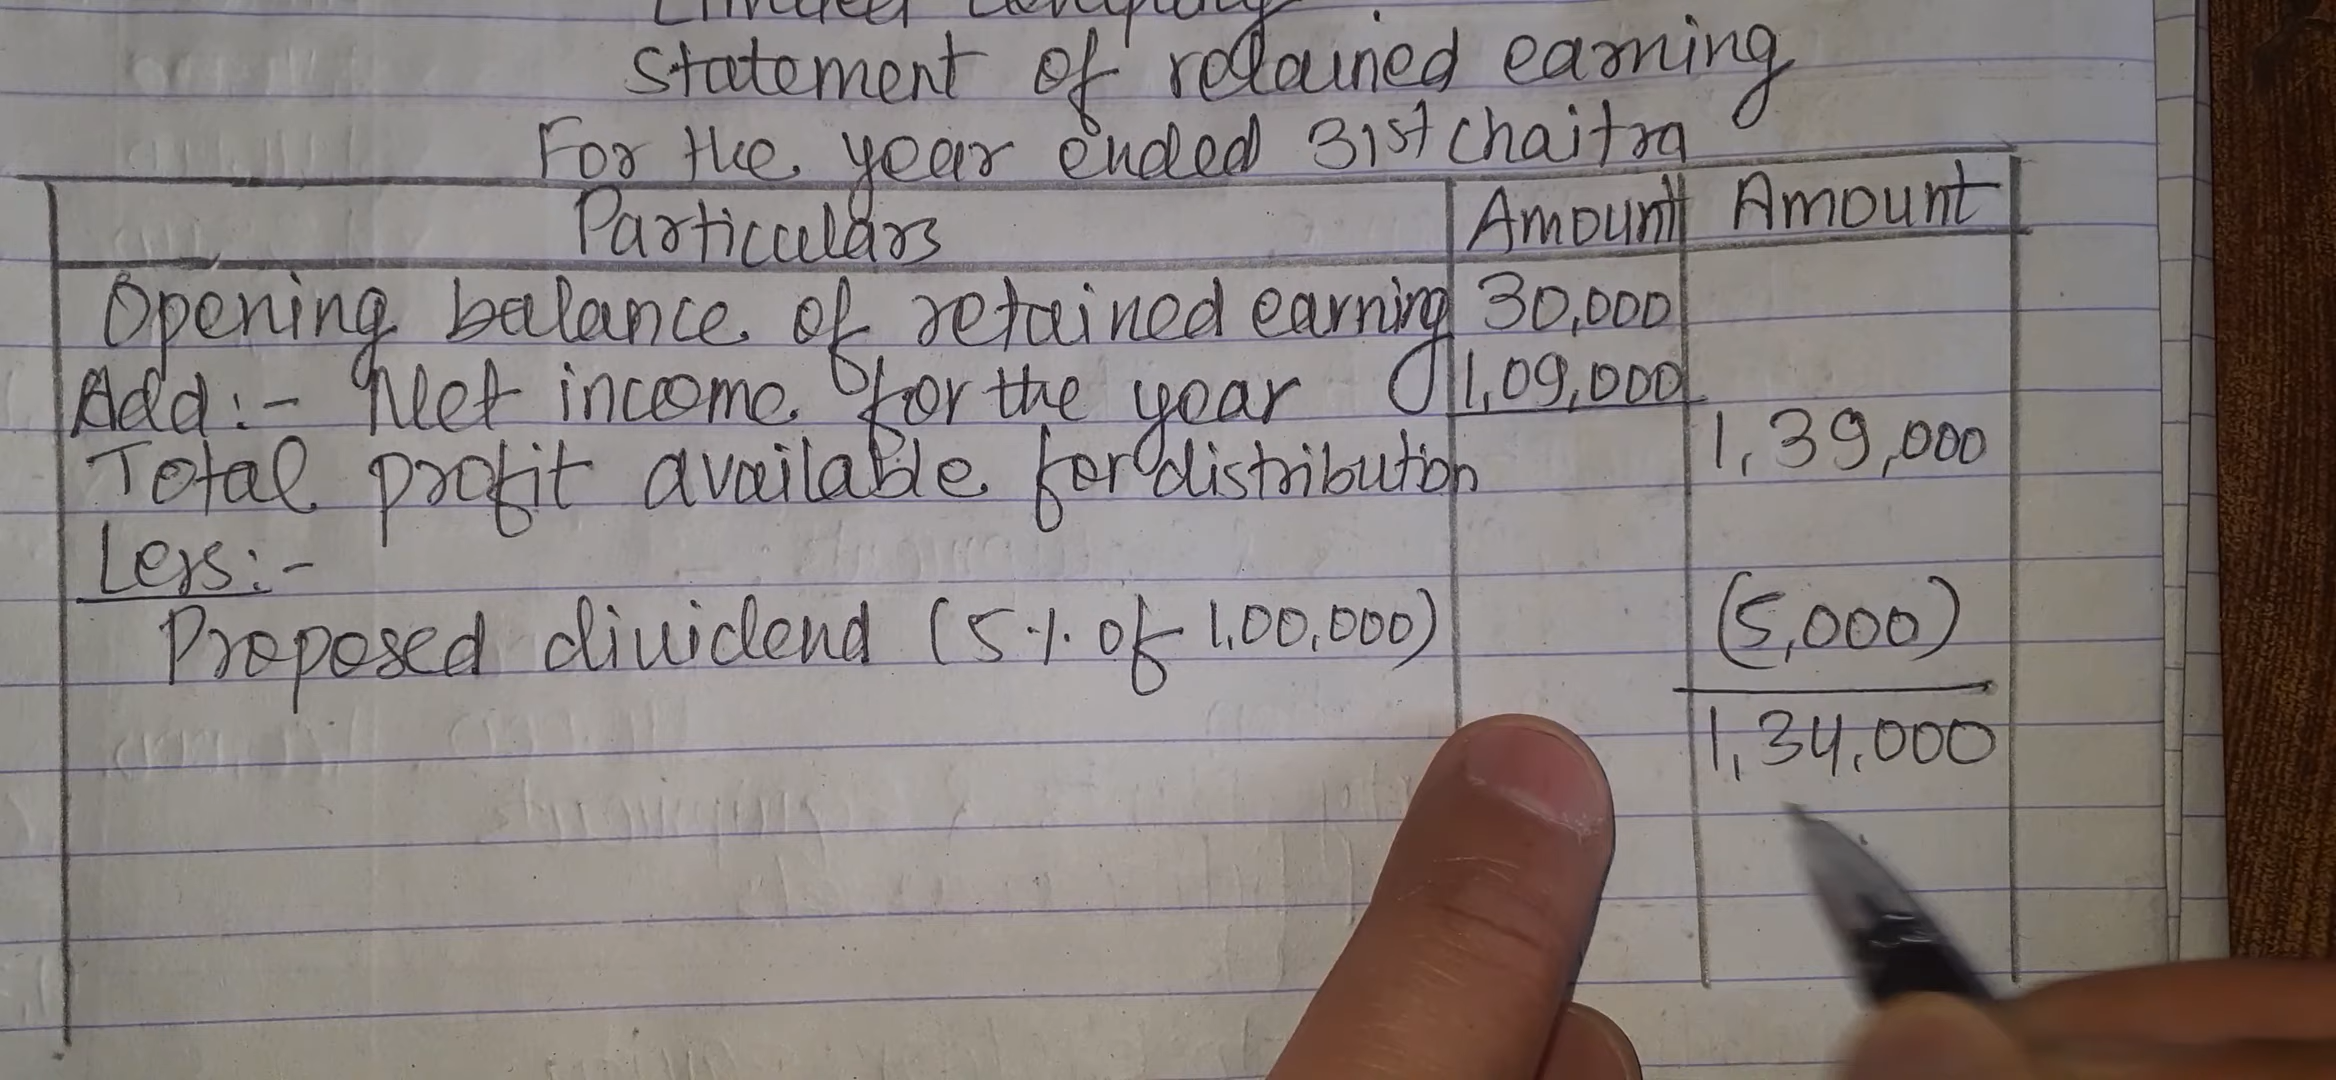 Limited Company
Statement of retained earning
For the year ended 31st Chaitra
Particulars Amount Amount
Opening balance of retained earning 30,000
Add:- Net income for the year 1,09,000
Total profit available for distribution 1,39,000
Less:-
Proposed dividend (5% of 1,00,000) (5,000)
1,34,000